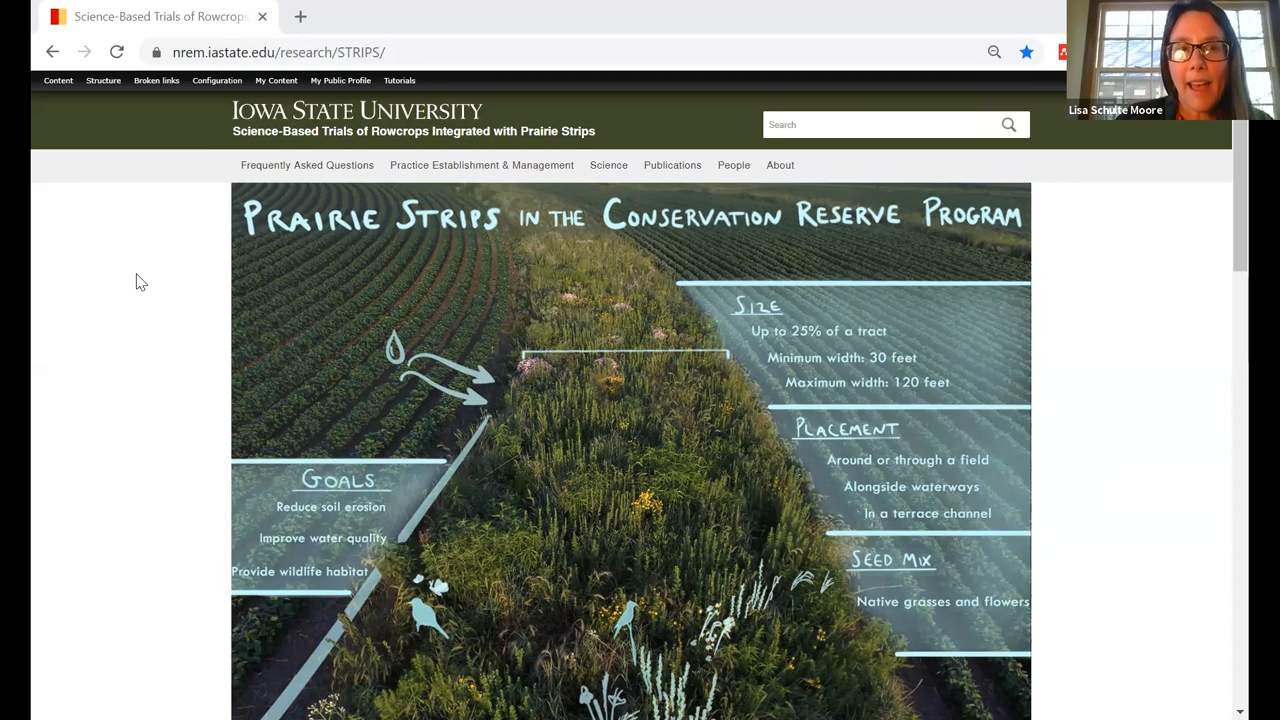 Science-Based Trials of Rowcrops
nrem.iastate.edu/research/STRIPS/
Content Structure Broken links Configuration My Content My Public Profile Tutorials
Lisa Schulte Moore
IOWA STATE UNIVERSITY
Science-Based Trials of Rowcrops Integrated with Prairie Strips
Search
Frequently Asked Questions Practice Establishment & Management Science Publications People About
PRAIRIE STRIPS IN THE CONSERVATION RESERVE PROGRAM
SIZE
Up to 25% of a tract
Minimum width: 30 feet
Maximum width: 120 feet
PLACEMENT
Around or through a field
Alongside waterways
In a terrace channel
GOALS
Reduce soil erosion
Improve water quality
Provide wildlife habitat
SEED MIX
Native grasses and flowers